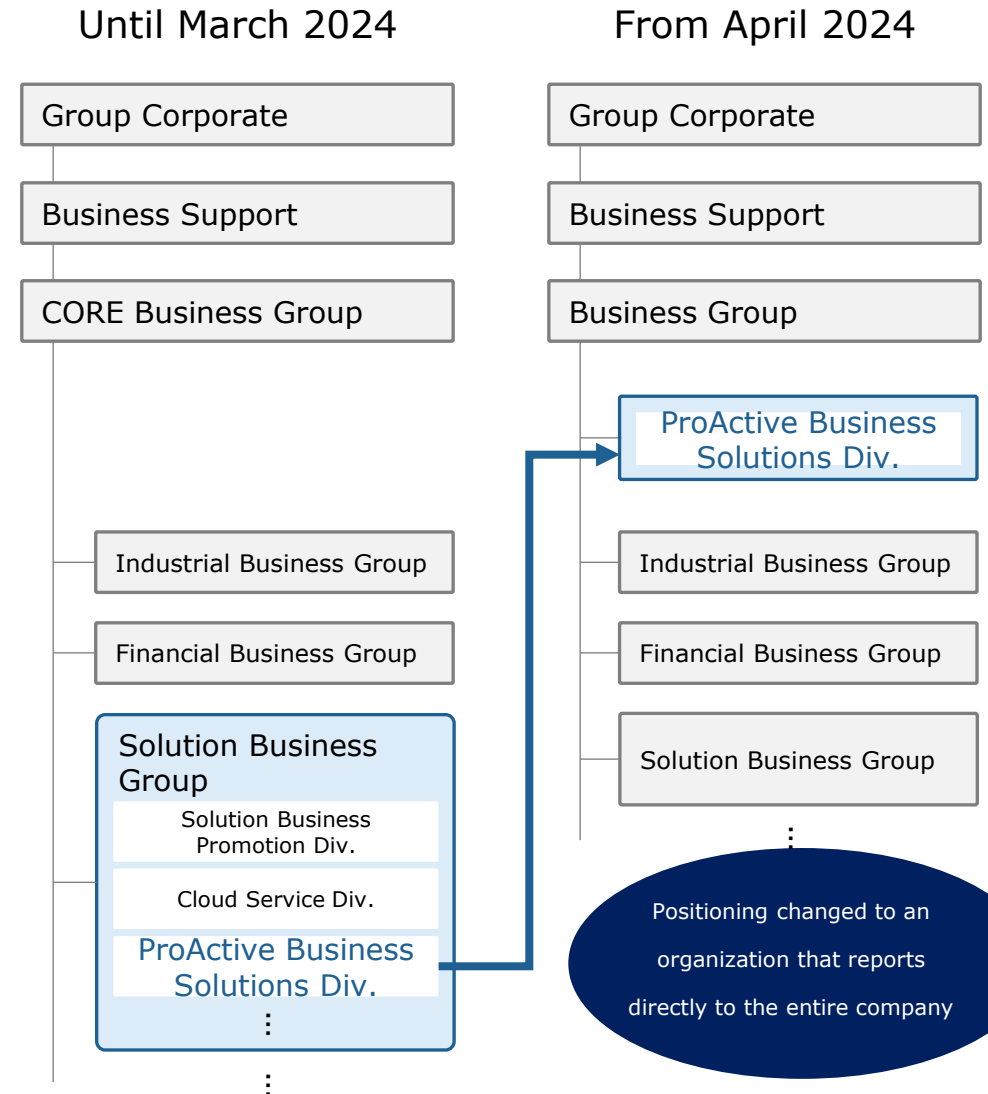 Until March 2024
Group Corporate
Business Support
CORE Business Group
Industrial Business Group
Financial Business Group
Solution Business
Group
Solution Business
Promotion Div.
Cloud Service Div.
ProActive Business
Solutions Div.
⋮
⋮
From April 2024
Group Corporate
Business Support
Business Group
ProActive Business
Solutions Div.
Industrial Business Group
Financial Business Group
Solution Business Group
⋮
Positioning changed to an
organization that reports
directly to the entire company